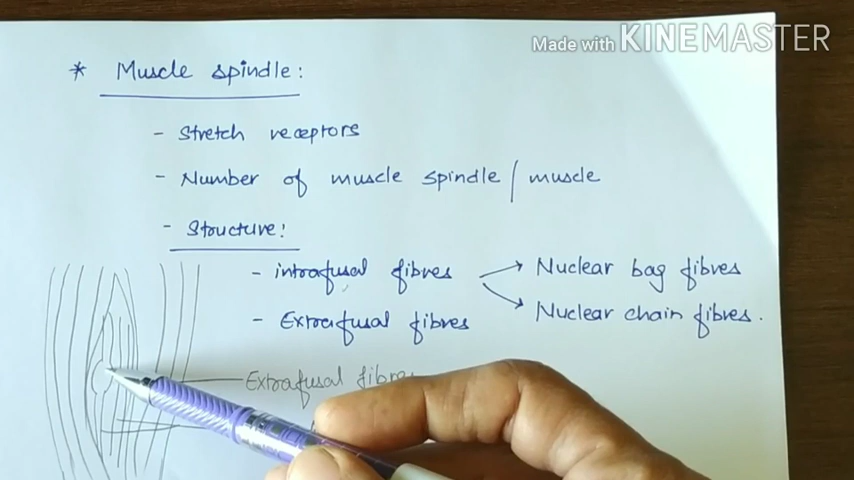 Made with KINEMASTER
* Muscle spindle:
- Stretch receptors
- Number of muscle spindle / muscle
- Structure:
- intrafusal fibres → Nuclear bag fibres
→ Nuclear chain fibres.
- Extrafusal fibres
Extrafusal fibres